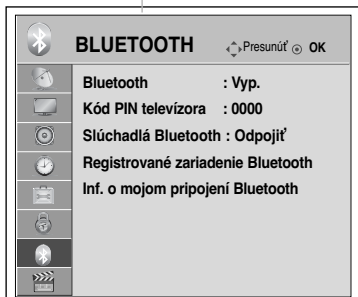 BLUETOOTH Presunúť OK
Bluetooth : Vyp.
Kód PIN televízora : 0000
Slúchadlá Bluetooth : Odpojiť
Registrované zariadenie Bluetooth
Inf. o mojom pripojení Bluetooth